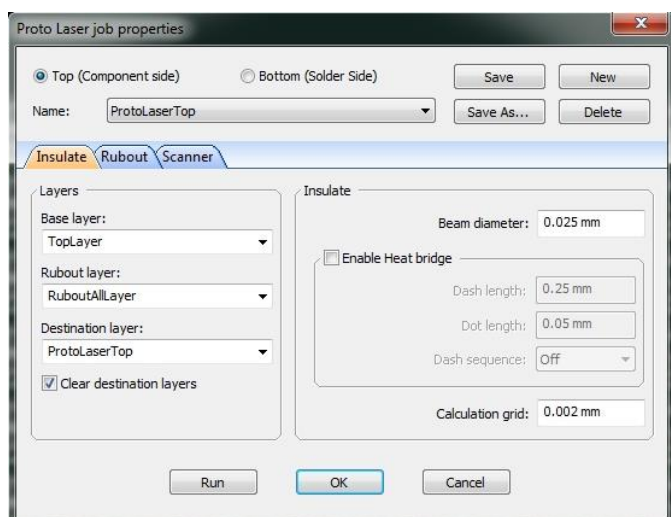 Proto Laser job properties
Top (Component side) Bottom (Solder Side) Save New
Name: ProtoLaserTop Save As... Delete
Insulate Rubout Scanner
Layers
Base layer:
TopLayer
Rubout layer:
RuboutAllLayer
Destination layer:
ProtoLaserTop
Clear destination layers
Insulate
Beam diameter: 0.025 mm
Enable Heat bridge
Dash length: 0.25 mm
Dot length: 0.05 mm
Dash sequence: Off
Calculation grid: 0.002 mm
Run OK Cancel